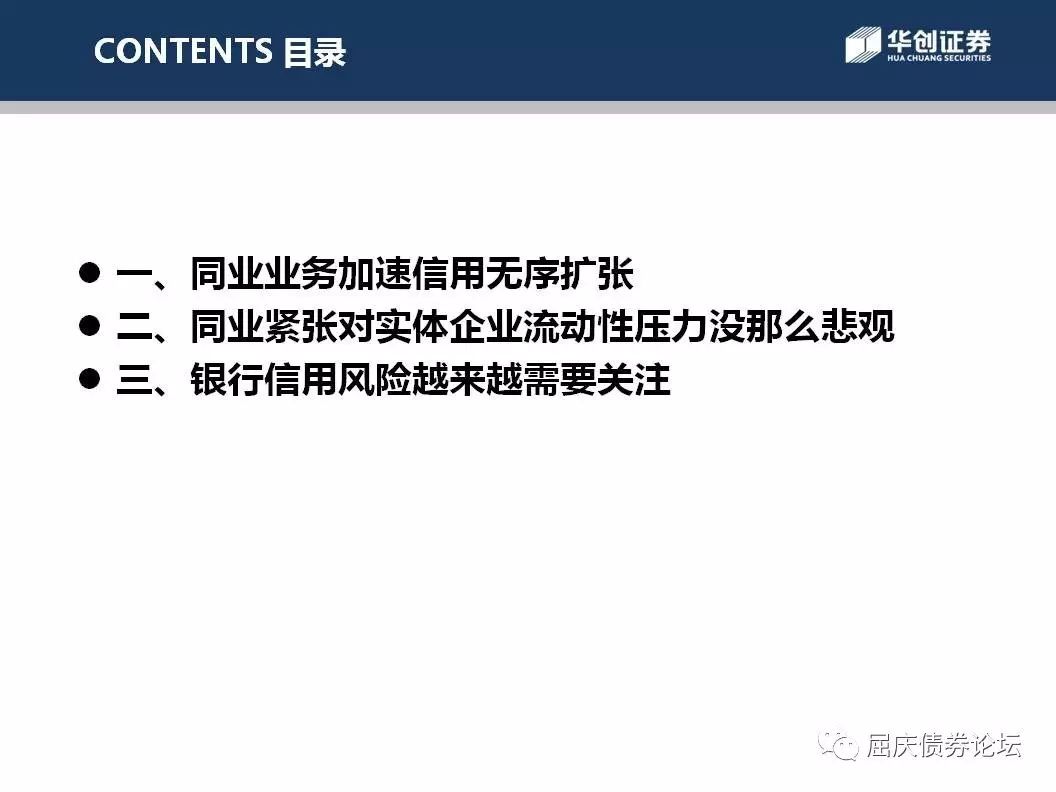 CONTENTS 目录
华创证券
HUA CHUANG SECURITIES
● 一、同业业务加速信用无序扩张
● 二、同业紧张对实体企业流动性压力没那么悲观
● 三、银行信用风险越来越需要关注
屈庆债券论坛